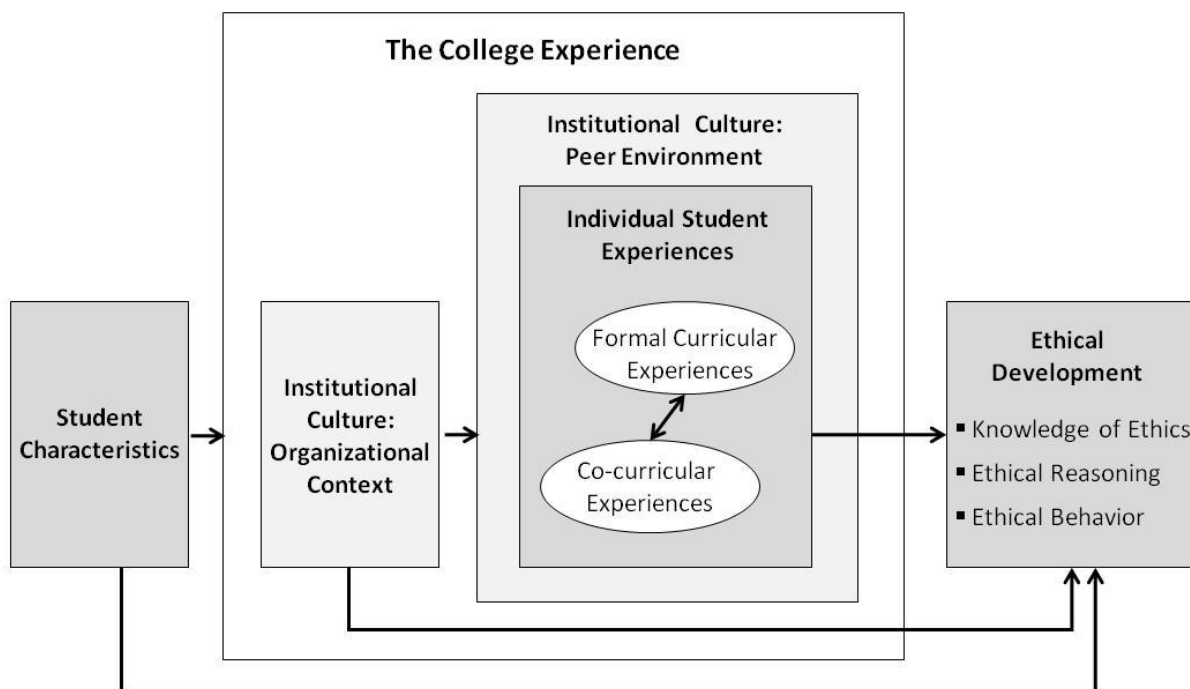 The College Experience
Institutional Culture:
Peer Environment
Individual Student
Experiences
Formal Curricular
Experiences
Co-curricular
Experiences
Student
Characteristics
Institutional
Culture:
Organizational
Context
Ethical
Development
▪ Knowledge of Ethics
▪ Ethical Reasoning
▪ Ethical Behavior